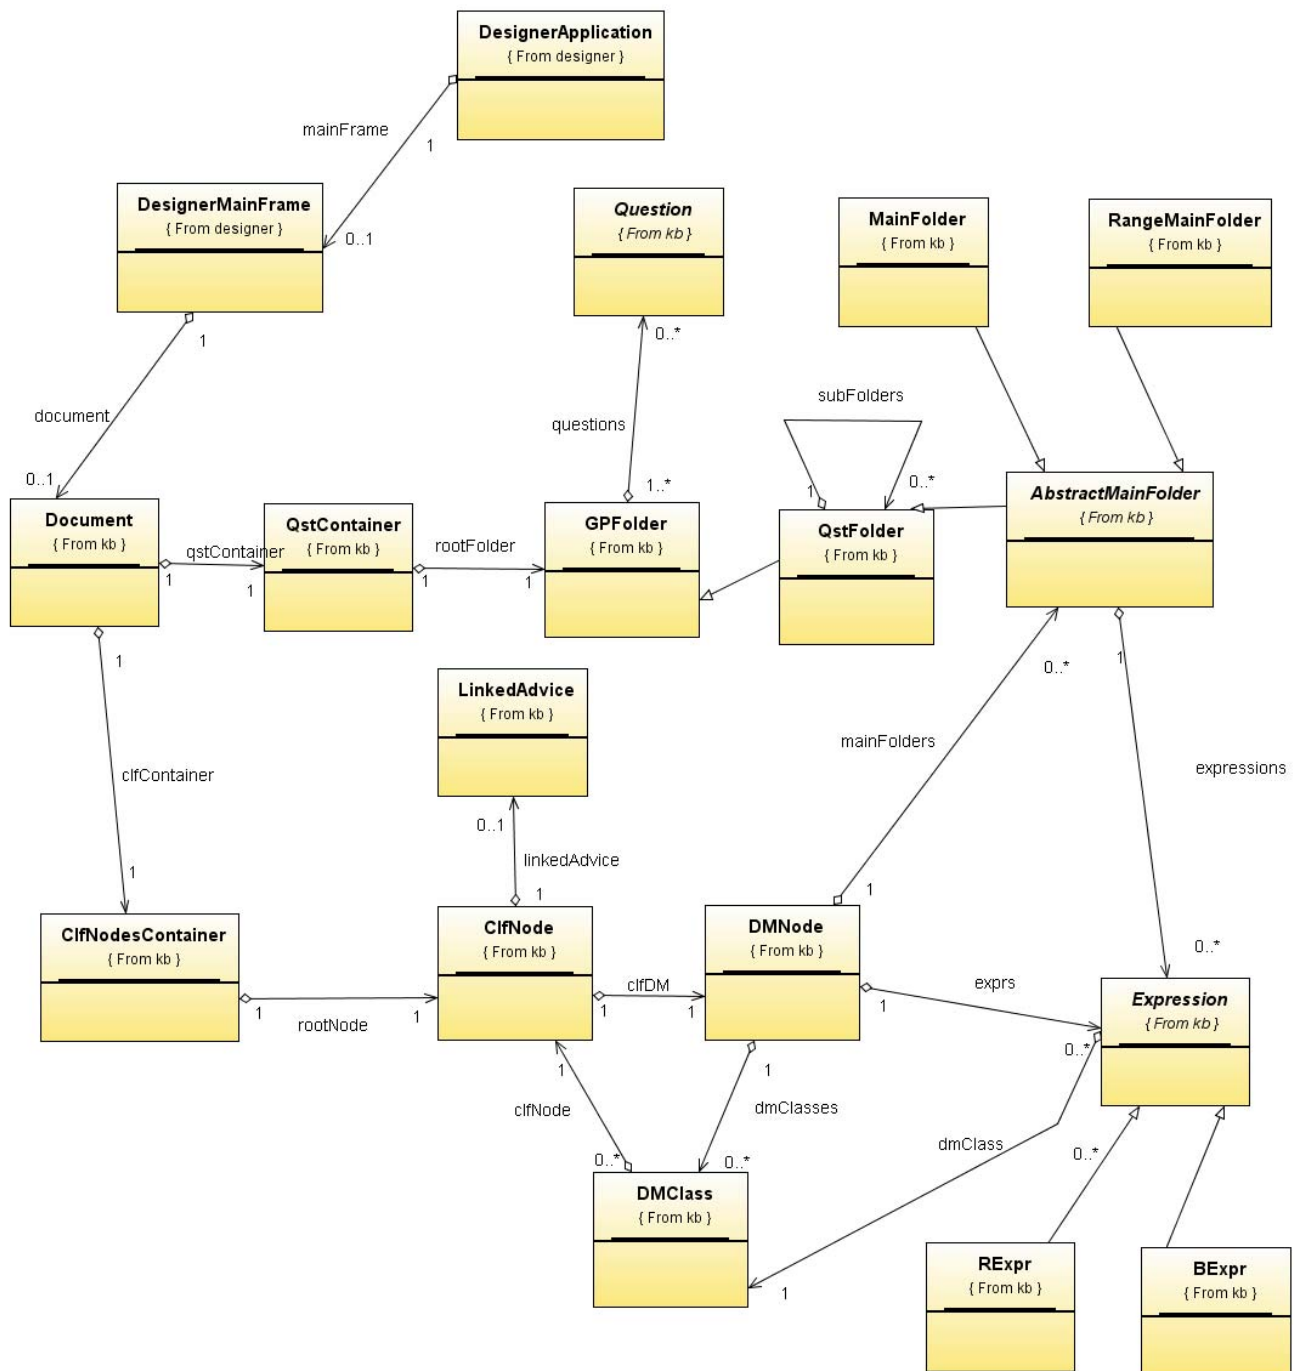 DesignerApplication
{ From designer }
mainFrame
1
DesignerMainFrame
{ From designer }
0..1
1
Question
{ From kb }
0..*
MainFolder
{ From kb }
RangeMainFolder
{ From kb }
document
0..1
questions
1..*
subFolders
1
0..*
Document
{ From kb }
1
qstContainer
1
QstContainer
{ From kb }
1
rootFolder
1
GPFolder
{ From kb }
QstFolder
{ From kb }
AbstractMainFolder
{ From kb }
1
0..*
1
LinkedAdvice
{ From kb }
mainFolders
expressions
clfContainer
0..1
linkedAdvice
1
1
1
ClfNodesContainer
{ From kb }
1
rootNode
1
ClfNode
{ From kb }
1
clfDM
1
DMNode
{ From kb }
1
exprs
0..*
0..*
Expression
{ From kb }
1
clfNode
0..*
1
dmClasses
0..*
DMClass
{ From kb }
dmClass
0..*
1
RExpr
{ From kb }
BExpr
{ From kb }